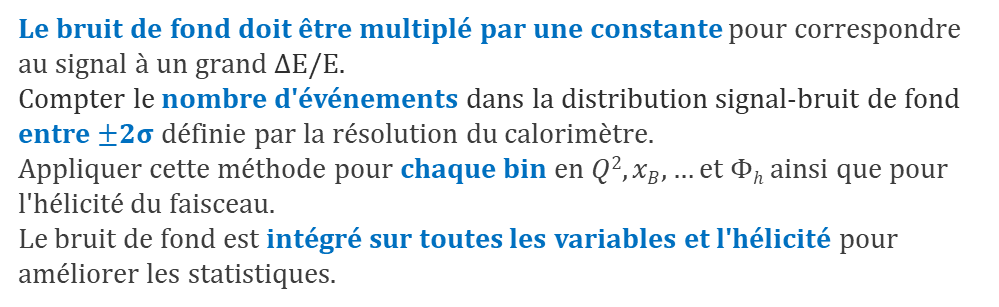 Le bruit de fond doit être multiplé par une constante pour correspondre
au signal à un grand ΔE/E.
Compter le nombre d'événements dans la distribution signal-bruit de fond
entre ±2σ définie par la résolution du calorimètre.
Appliquer cette méthode pour chaque bin en Q², x_B, … et Φ_h ainsi que pour
l'hélicité du faisceau.
Le bruit de fond est intégré sur toutes les variables et l'hélicité pour
améliorer les statistiques.